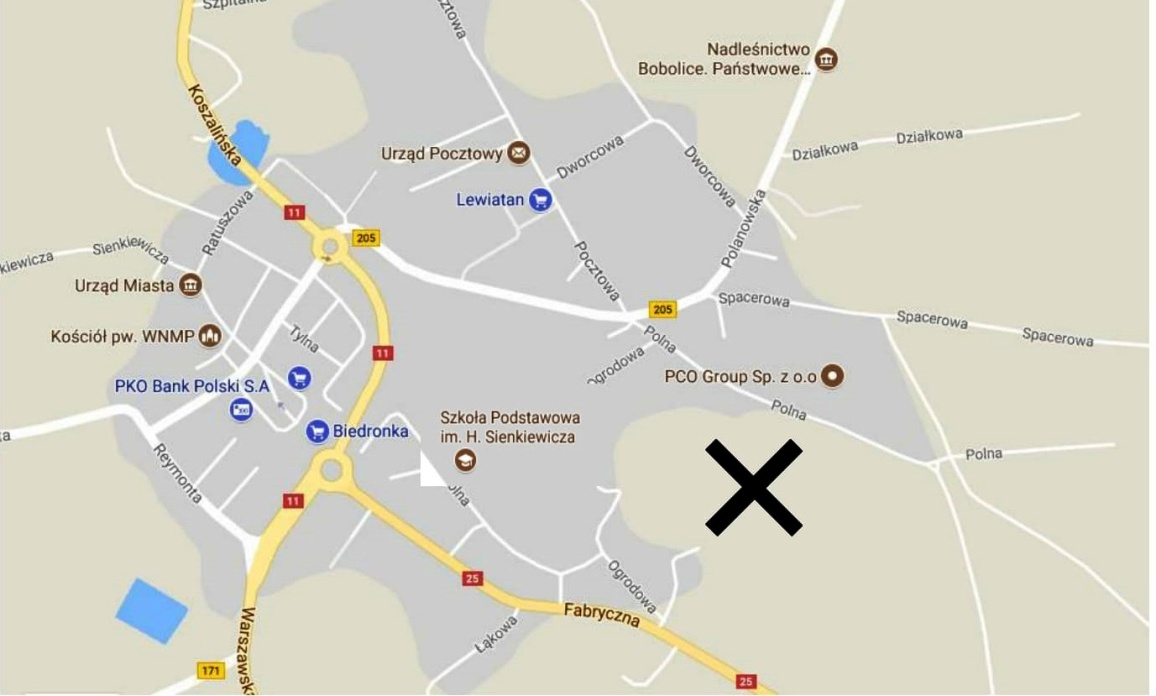 Szpitalna
Nadleśnictwo
Bobolice. Państwowe...
Koszalińska
Działkowa
Działkowa
Urząd Pocztowy
Dworcowa
Dworcowa
Lewiatan
Ratuszowa
11
205
Polanowska
Sienkiewicza
kiewicza
Pocztowa
Urząd Miasta
Spacerowa
205
Spacerowa
Spacerowa
Kościół pw. WNMP
Tylna
11
Polna
Ogrodowa
PCO Group Sp. z o.o
PKO Bank Polski S.A
Polna
Szkoła Podstawowa
im. H. Sienkiewicza
Biedronka
Polna
Reymonta
11
25
Ogrodowa
Fabryczna
Łąkowa
Warszawska
171
25